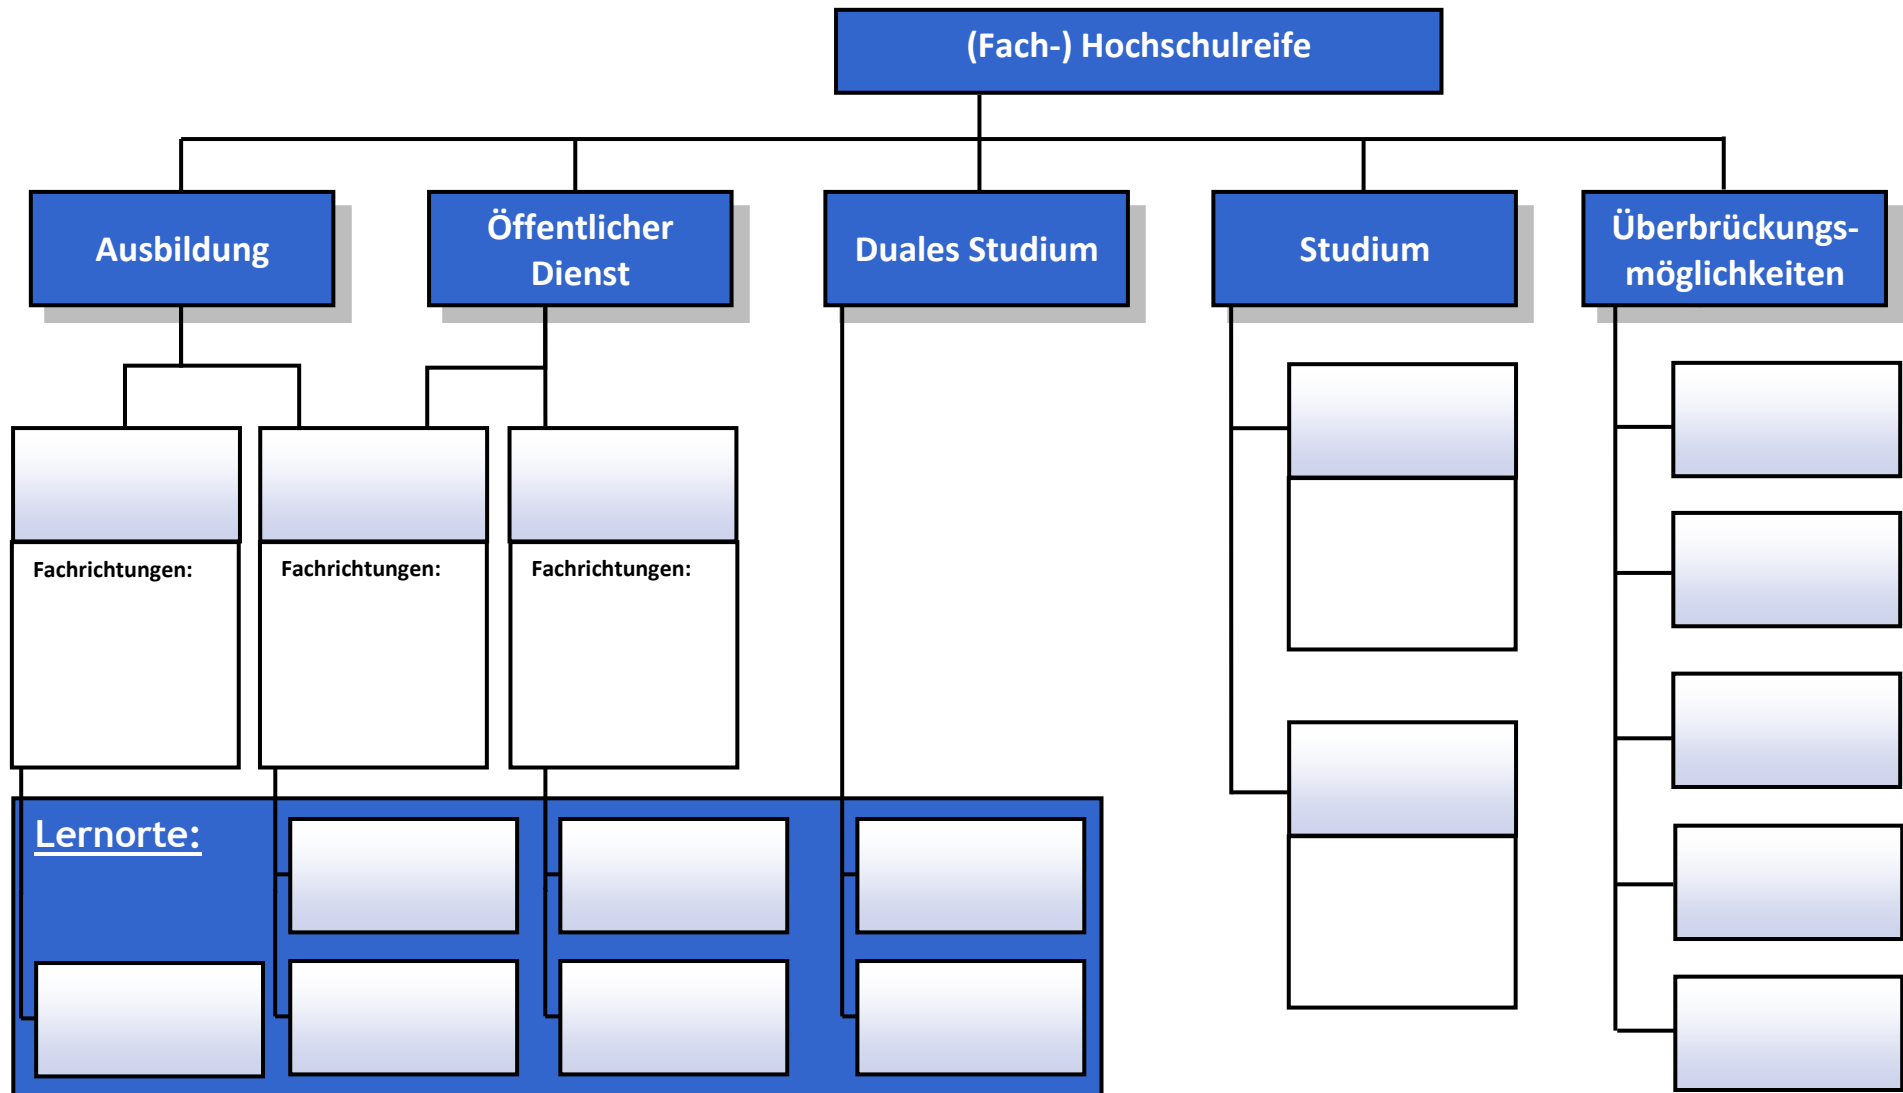 (Fach-) Hochschulreife
Ausbildung
Öffentlicher
Dienst
Duales Studium
Studium
Überbrückungs-
möglichkeiten
Fachrichtungen:
Fachrichtungen:
Fachrichtungen:
Lernorte: